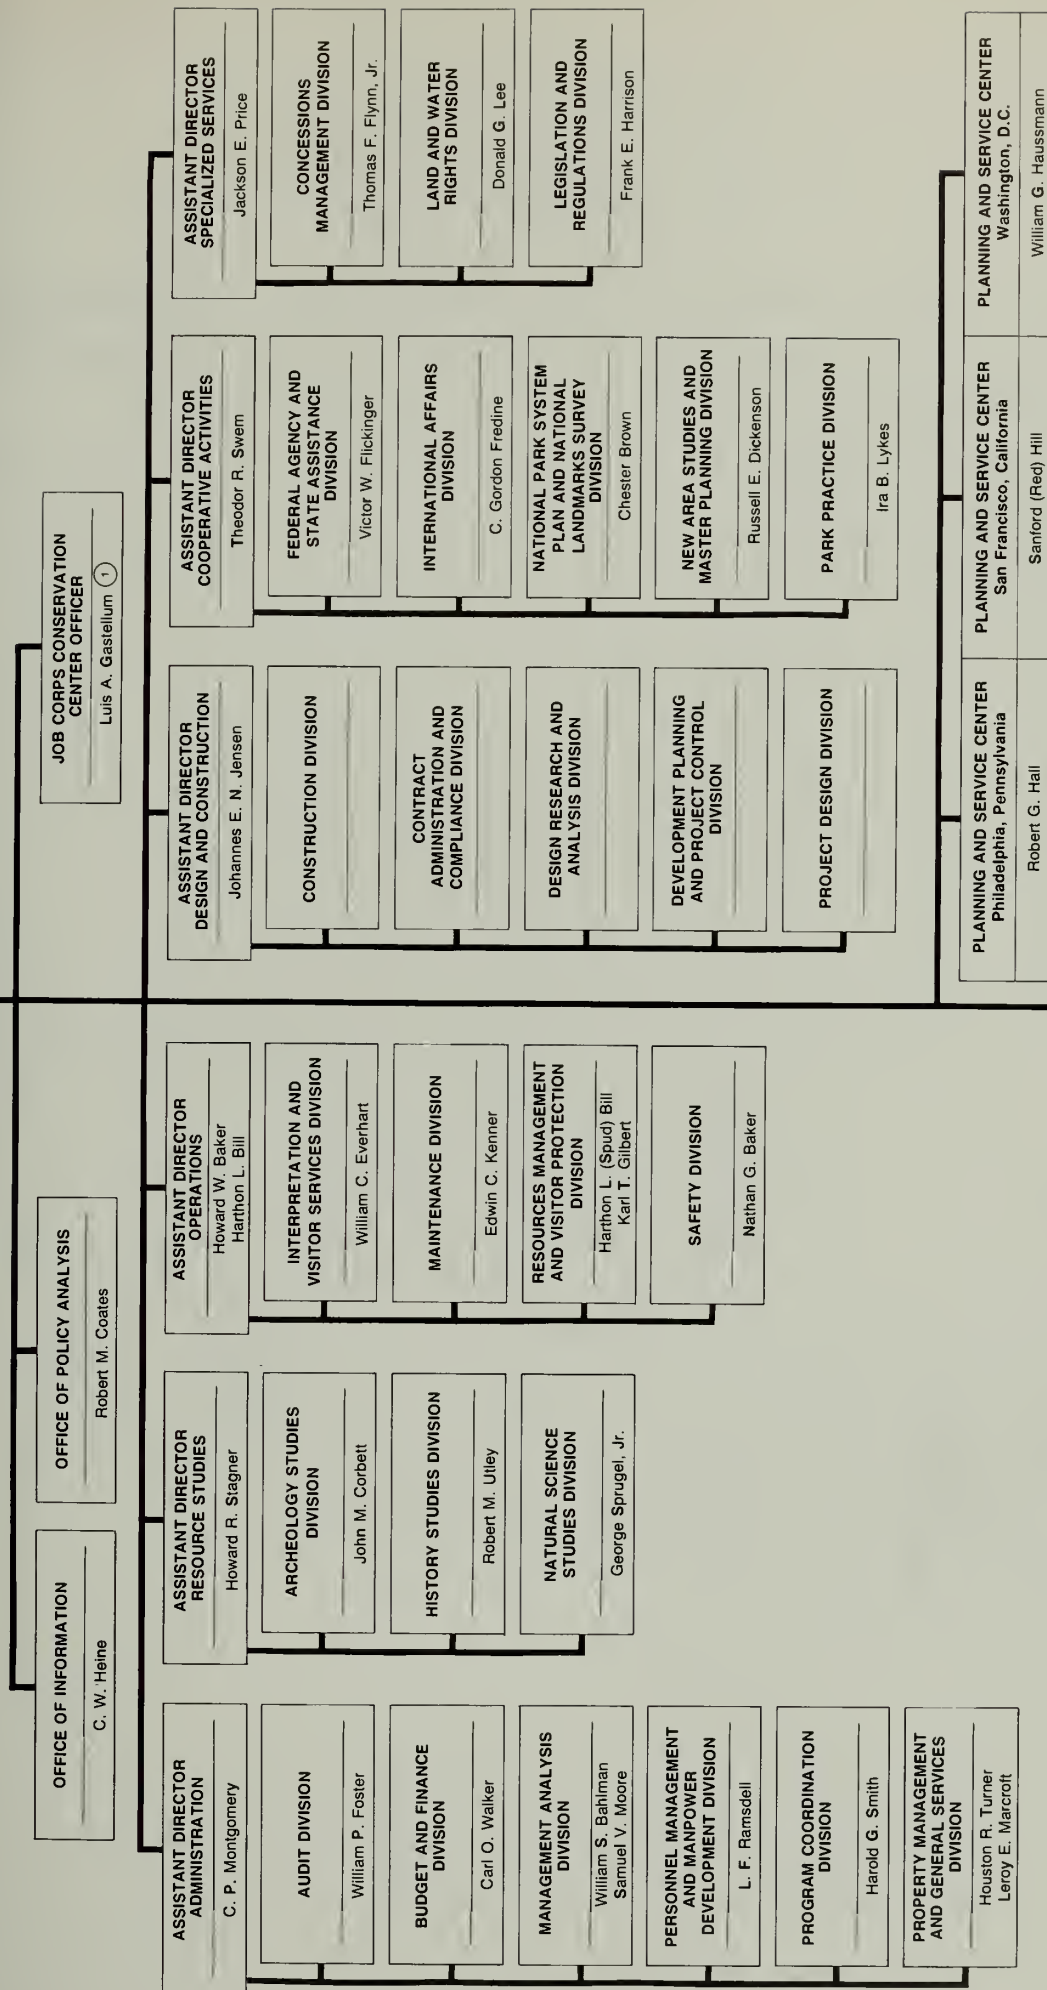 OFFICE OF INFORMATION
C. W. Heine
OFFICE OF POLICY ANALYSIS
Robert M. Coates
JOB CORPS CONSERVATION
CENTER OFFICER
Luis A. Gastellum 1
ASSISTANT DIRECTOR
ADMINISTRATION
C. P. Montgomery
AUDIT DIVISION
William P. Foster
BUDGET AND FINANCE
DIVISION
Carl O. Walker
MANAGEMENT ANALYSIS
DIVISION
William S. Bahlman
Samuel V. Moore
PERSONNEL MANAGEMENT
AND MANPOWER
DEVELOPMENT DIVISION
L. F. Ramsdell
PROGRAM COORDINATION
DIVISION
Harold G. Smith
PROPERTY MANAGEMENT
AND GENERAL SERVICES
DIVISION
Houston R. Turner
Leroy E. Marcroft
ASSISTANT DIRECTOR
RESOURCE STUDIES
Howard R. Stagner
ARCHEOLOGY STUDIES
DIVISION
John M. Corbett
HISTORY STUDIES DIVISION
Robert M. Utley
NATURAL SCIENCE
STUDIES DIVISION
George Sprugel, Jr.
ASSISTANT DIRECTOR
OPERATIONS
Howard W. Baker
Harthon L. Bill
INTERPRETATION AND
VISITOR SERVICES DIVISION
William C. Everhart
MAINTENANCE DIVISION
Edwin C. Kenner
RESOURCES MANAGEMENT
AND VISITOR PROTECTION
DIVISION
Harthon L. (Spud) Bill
Karl T. Gilbert
SAFETY DIVISION
Nathan G. Baker
ASSISTANT DIRECTOR
DESIGN AND CONSTRUCTION
Johannes E. N. Jensen
CONSTRUCTION DIVISION
CONTRACT
ADMINISTRATION AND
COMPLIANCE DIVISION
DESIGN RESEARCH AND
ANALYSIS DIVISION
DEVELOPMENT PLANNING
AND PROJECT CONTROL
DIVISION
PROJECT DESIGN DIVISION
ASSISTANT DIRECTOR
COOPERATIVE ACTIVITIES
Theodor R. Swem
FEDERAL AGENCY AND
STATE ASSISTANCE
DIVISION
Victor W. Flickinger
INTERNATIONAL AFFAIRS
DIVISION
C. Gordon Fredine
NATIONAL PARK SYSTEM
PLAN AND NATIONAL
LANDMARKS SURVEY
DIVISION
Chester Brown
NEW AREA STUDIES AND
MASTER PLANNING DIVISION
Russell E. Dickenson
PARK PRACTICE DIVISION
Ira B. Lykes
ASSISTANT DIRECTOR
SPECIALIZED SERVICES
Jackson E. Price
CONCESSIONS
MANAGEMENT DIVISION
Thomas F. Flynn, Jr.
LAND AND WATER
RIGHTS DIVISION
Donald G. Lee
LEGISLATION AND
REGULATIONS DIVISION
Frank E. Harrison
PLANNING AND SERVICE CENTER
Philadelphia, Pennsylvania
Robert G. Hall
PLANNING AND SERVICE CENTER
San Francisco, California
Sanford (Red) Hill
PLANNING AND SERVICE CENTER
Washington, D.C.
William G. Haussmann